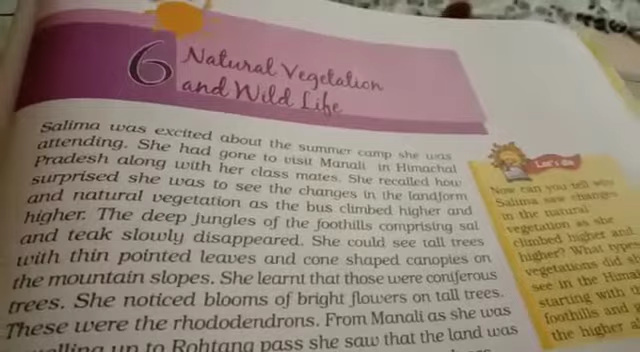 6
Natural Vegetation
and Wild Life
Salima was excited about the summer camp she was
attending. She had gone to visit Manali in Himachal
Pradesh along with her class mates. She recalled how
surprised she was to see the changes in the landform
and natural vegetation as the bus climbed higher and
higher. The deep jungles of the foothills comprising sal
and teak slowly disappeared. She could see tall trees
with thin pointed leaves and cone shaped canopies on
the mountain slopes. She learnt that those were coniferous
trees. She noticed blooms of bright flowers on tall trees.
These were the rhododendrons. From Manali as she was
up to Rohtang pass she saw that the land was
Let's do
Now can you tell why
Salima saw changes
in the natural
vegetation as she
climbed higher and
higher? What type
vegetations did
see in the
starting with
foothills and
the higher